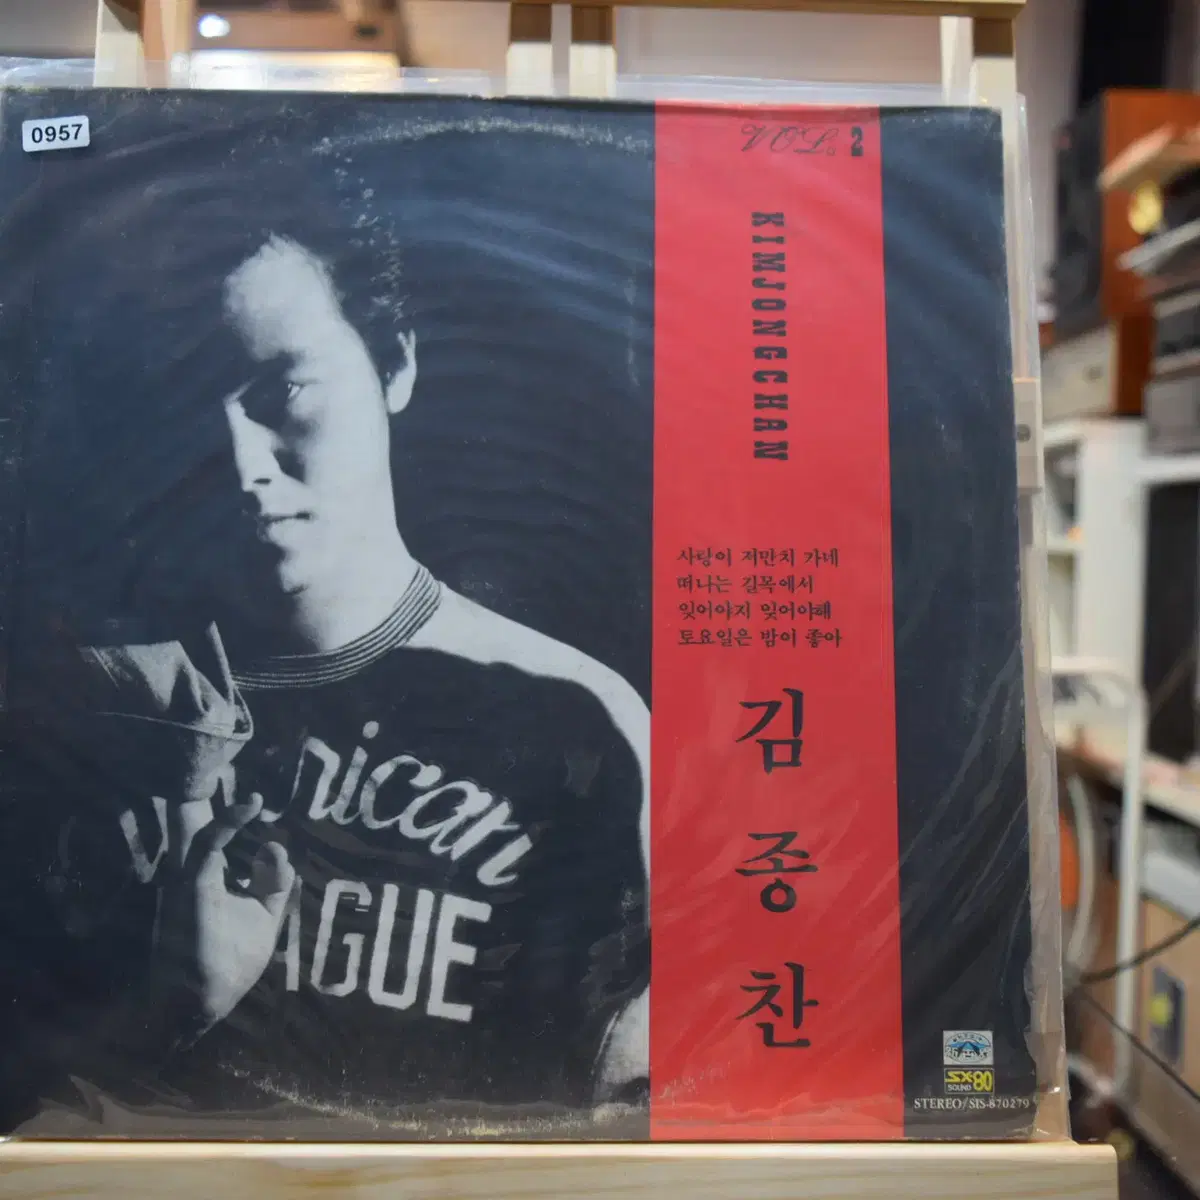 0957
VOL. 2
KIMJONGCHAN
사랑이 저만치 가네
떠나는 길목에서
잊어야지 잊어야해
토요일은 밤이 좋아
김종찬
rican
AGUE
SX-80
SOUND
STEREO/SIS-870279